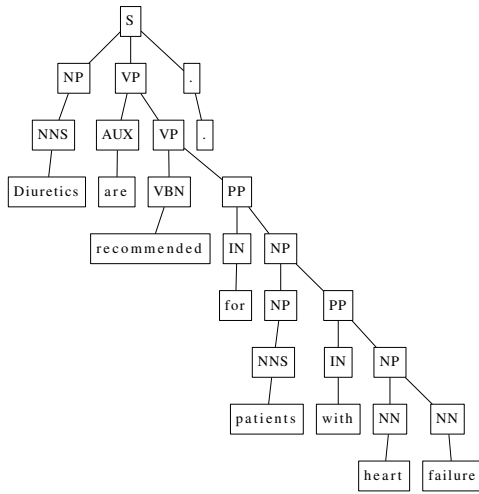 S
NP VP .
NNS AUX VP .
Diuretics are VBN PP
recommended IN NP
for NP PP
NNS IN NP
patients with NN NN
heart failure